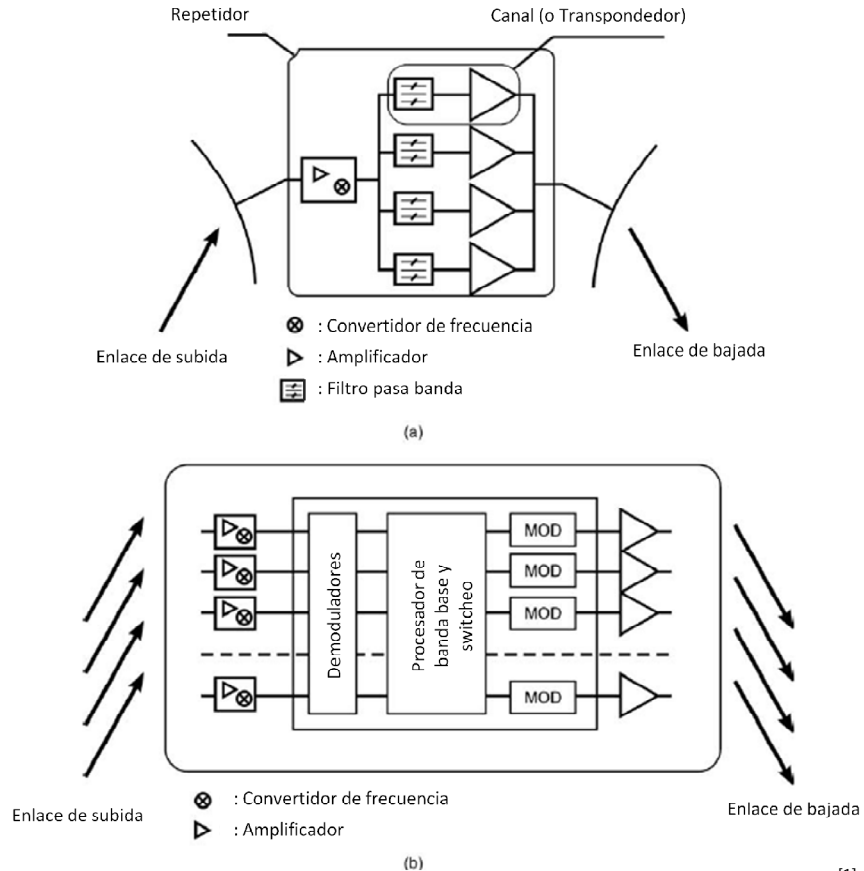 Repetidor
Canal (o Transpondedor)
Enlace de subida
Enlace de bajada
: Convertidor de frecuencia
: Amplificador
: Filtro pasa banda
(a)
Demoduladores
Procesador de
banda base y
switcheo
MOD
MOD
MOD
MOD
Enlace de subida
Enlace de bajada
: Convertidor de frecuencia
: Amplificador
(b)
[1]